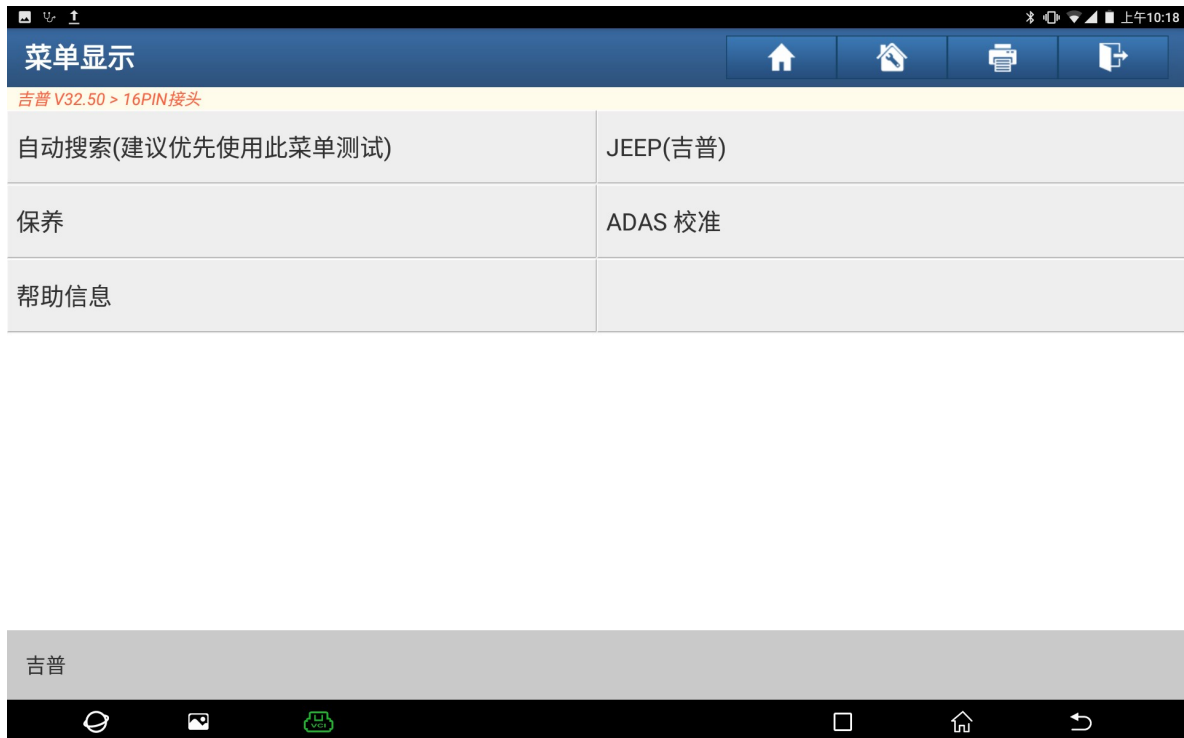 上午10:18
菜单显示
吉普 V32.50 > 16PIN接头
自动搜索(建议优先使用此菜单测试)
JEEP(吉普)
保养
ADAS 校准
帮助信息
吉普
VCI